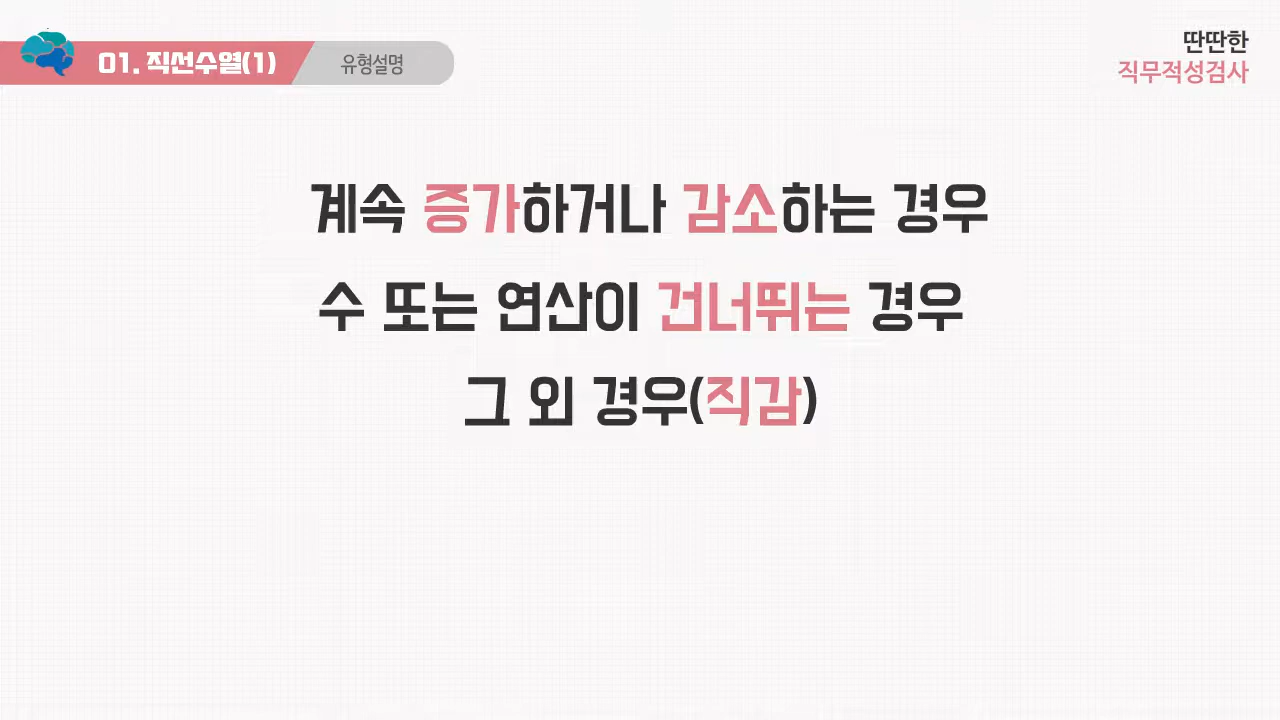 01. 직선수열(1)
유형설명
딴딴한
직무적성검사
계속 증가하거나 감소하는 경우
수 또는 연산이 건너뛰는 경우
그 외 경우(직감)